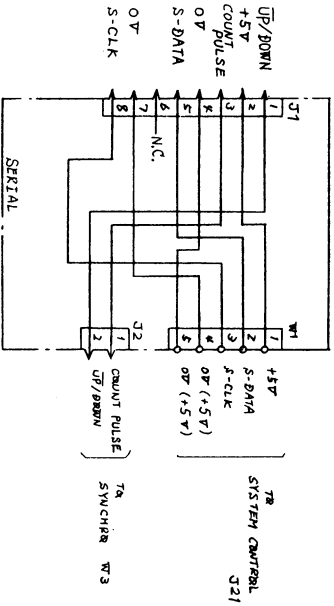 U̅P̅/DOWN
+5V
COUNT
PULSE
0V
S-DATA
0V
S-CLK
J1
1
2
3
4
5
6
7
8
N.C.
SERIAL
W1
1
2
3
4
5
J2
1
2
+5V
S-DATA
S-CLK
0V (+5V)
0V (+5V)
COUNT PULSE
U̅P̅/DOWN
TO
SYSTEM CONTROL
J21
TO
SYNCHRO W3